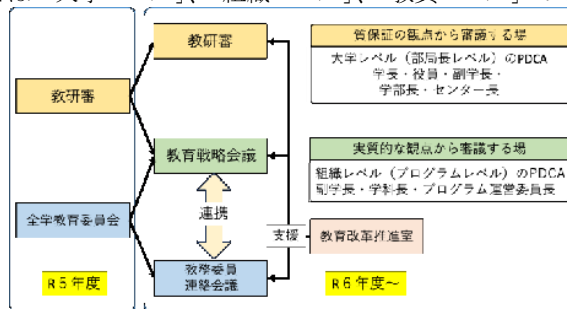 教研審
質保証の観点から審議する場
大学レベル（部局長レベル）のPDCA
学長・役員・副学長・
学部長・センター長
教研審
教育戦略会議
実質的な観点から審議する場
組織レベル（プログラムレベル）のPDCA
副学長・学科長・プログラム運営委員長
連携
全学教育委員会
支援
教育改革推進室
教務委員
連絡会議
R5年度
R6年度～